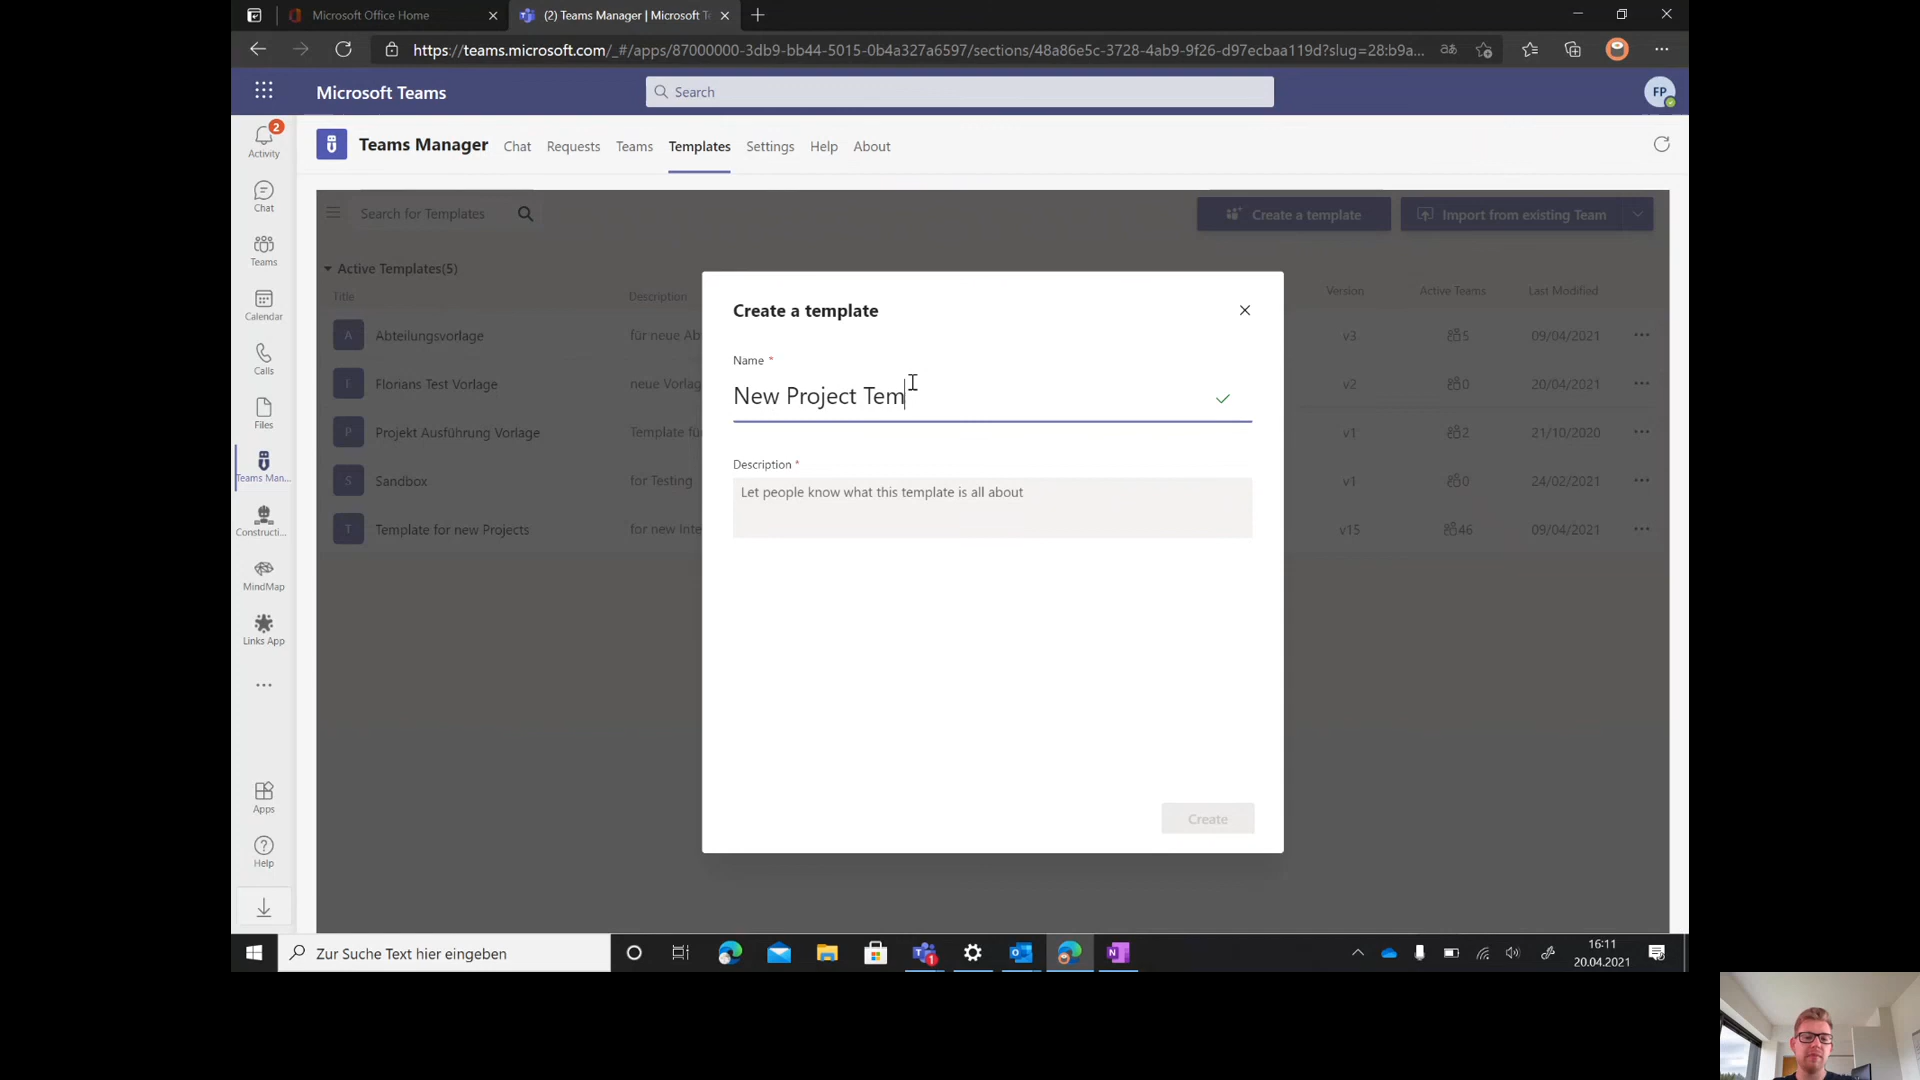 Microsoft Office Home
(2) Teams Manager | Microsoft Te
https://teams.microsoft.com/_#/apps/87000000-3db9-bb44-5015-0b4a327a6597/sections/48a86e5c-3728-4ab9-9f26-d97ecbaa119d?slug=28:b9a...
Microsoft Teams
Search
FP
2
Activity
Chat
Teams
Calendar
Calls
Files
Teams Man...
Constructi...
MindMap
Links App
Apps
Help
Teams Manager Chat Requests Teams Templates Settings Help About
Search for Templates
Create a template
Import from existing Team
Active Templates(5)
Title Description Version Active Teams Last Modified
A Abteilungsvorlage für neue Ab v3 5 09/04/2021
F Florians Test Vorlage neue Vorlag v2 0 20/04/2021
P Projekt Ausführung Vorlage Template fü v1 2 21/10/2020
S Sandbox for Testing v1 0 24/02/2021
T Template for new Projects for new Inte v15 46 09/04/2021
Create a template
Name *
New Project Tem
Description *
Let people know what this template is all about
Create
Zur Suche Text hier eingeben
1
16:11
20.04.2021